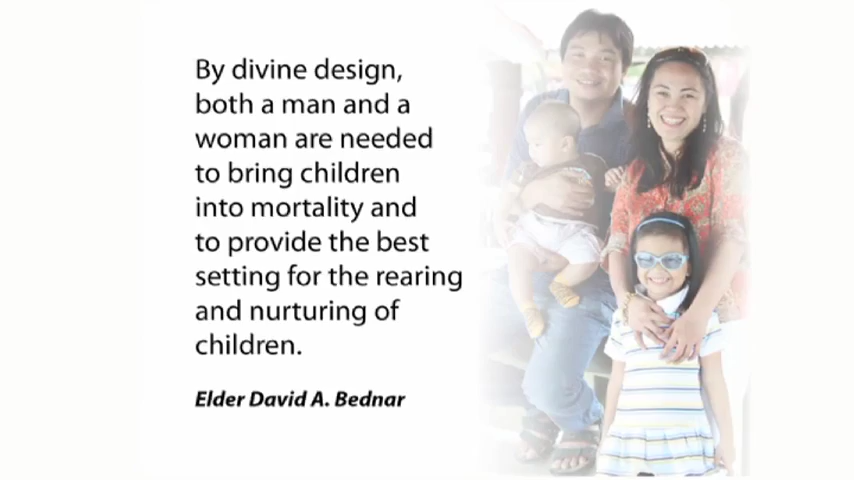 By divine design,
both a man and a
woman are needed
to bring children
into mortality and
to provide the best
setting for the rearing
and nurturing of
children.
Elder David A. Bednar